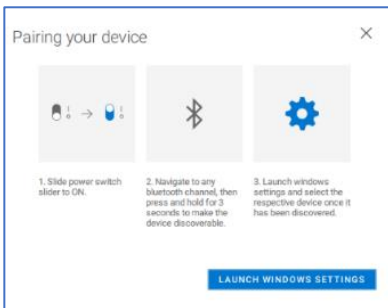 Pairing your device
1. Slide power switch
slider to ON.
2. Navigate to any
bluetooth channel, then
press and hold for 3
seconds to make the
device discoverable.
3. Launch windows
settings and select the
respective device once it
has been discovered.
LAUNCH WINDOWS SETTINGS